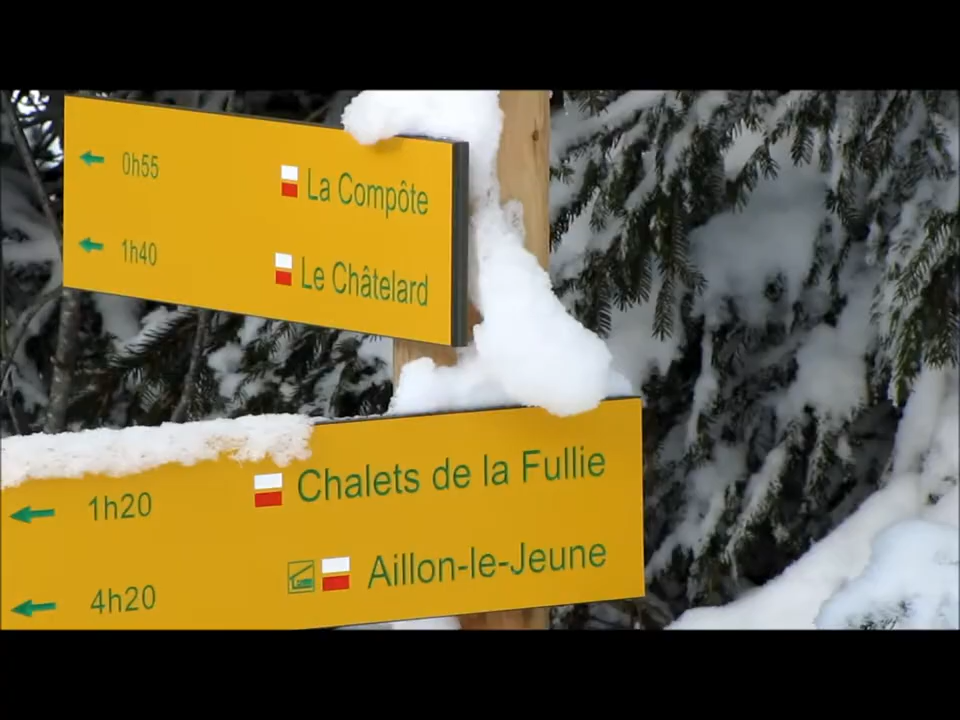 0h55 La Compôte
1h40 Le Châtelard
1h20 Chalets de la Fullie
4h20 Aillon-le-Jeune